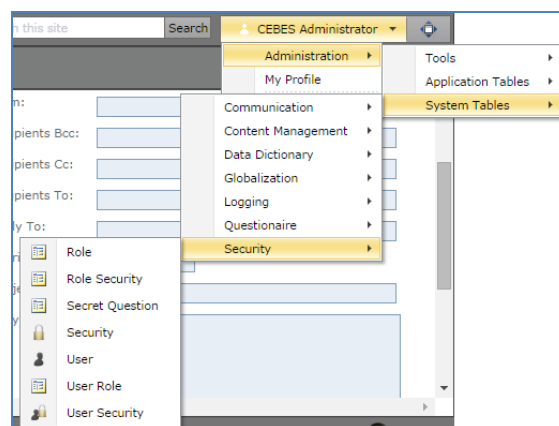 this site
Search
CEBES Administrator
Administration
My Profile
Tools
Application Tables
System Tables
Communication
Content Management
Data Dictionary
Globalization
Logging
Questionaire
Security
pients Bcc:
pients Cc:
pients To:
ly To:
Role
Role Security
Secret Question
Security
User
User Role
User Security